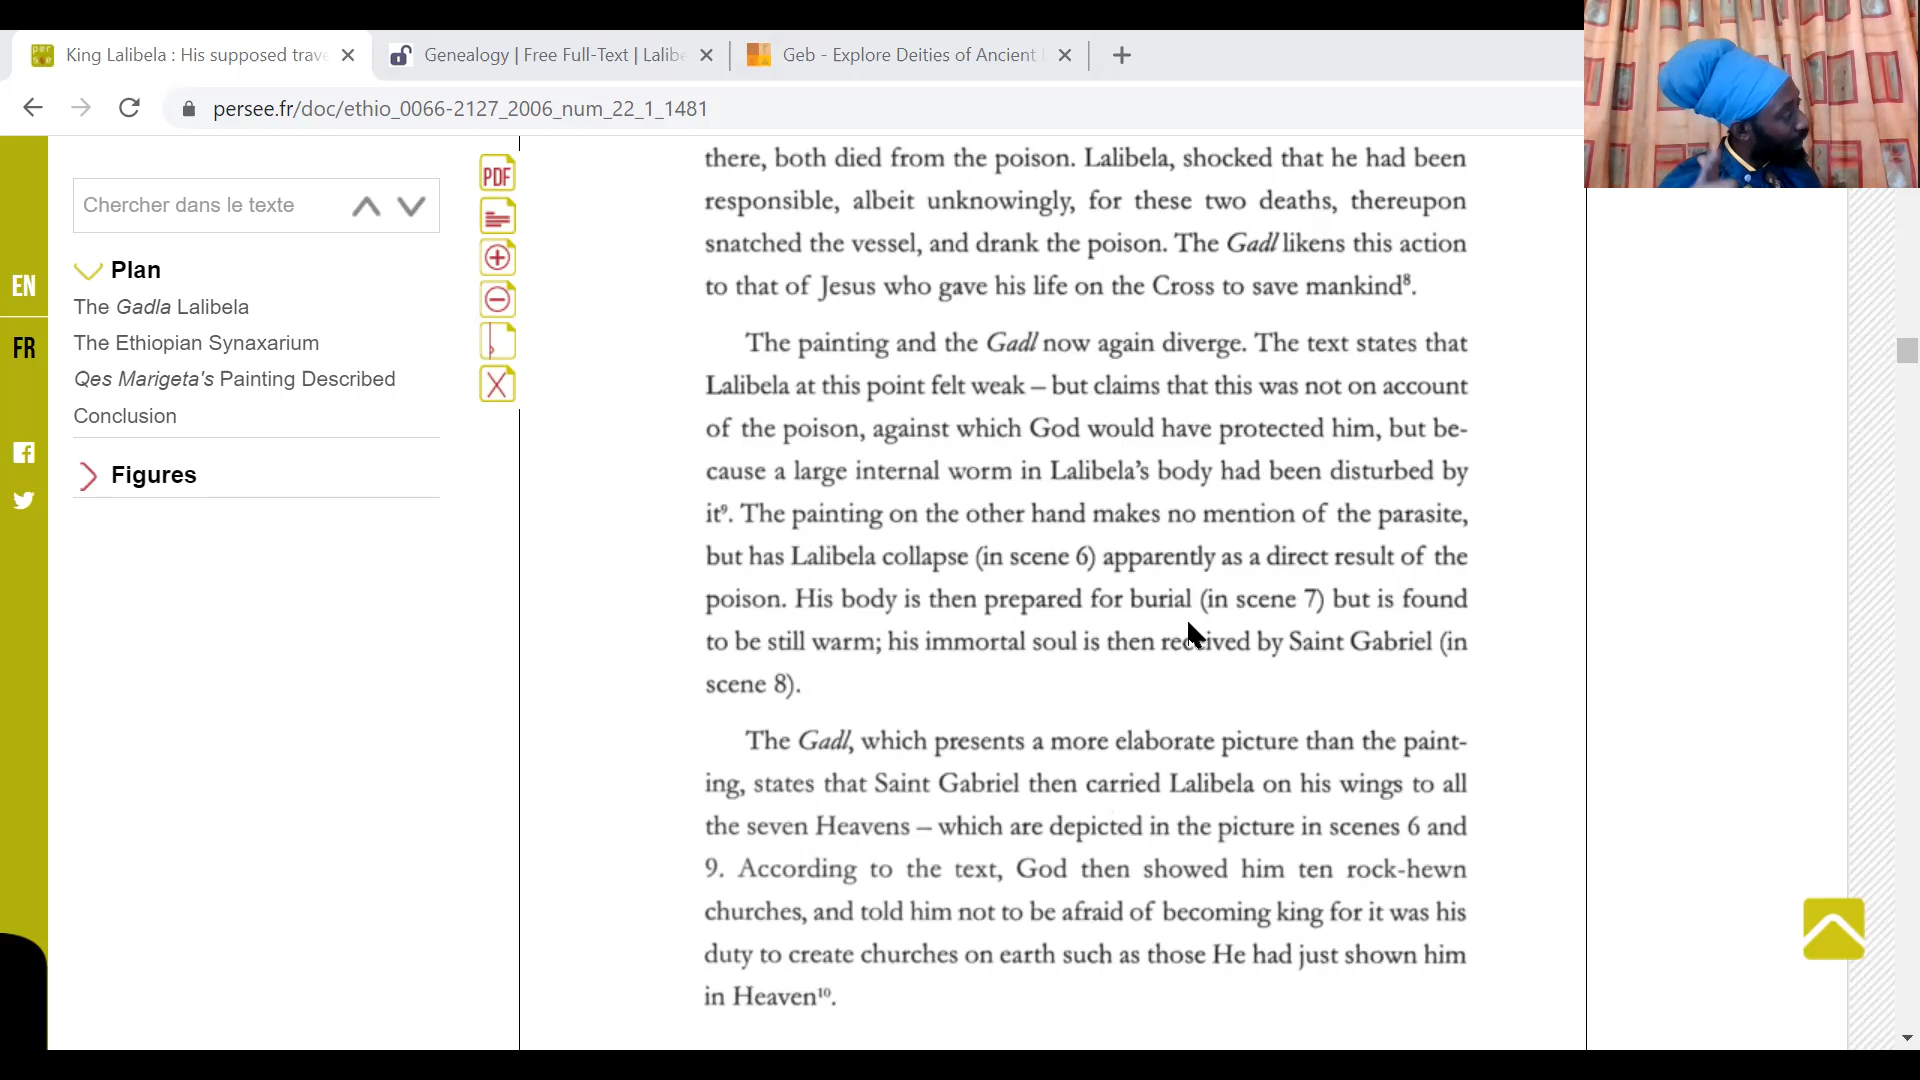 King Lalibela : His supposed trave
Genealogy | Free Full-Text | Lalibe
Geb - Explore Deities of Ancient
persee.fr/doc/ethio_0066-2127_2006_num_22_1_1481
Chercher dans le texte
Plan
The Gadla Lalibela
The Ethiopian Synaxarium
Qes Marigeta's Painting Described
Conclusion
Figures
EN
FR
PDF
there, both died from the poison. Lalibela, shocked that he had been
responsible, albeit unknowingly, for these two deaths, thereupon
snatched the vessel, and drank the poison. The Gadl likens this action
to that of Jesus who gave his life on the Cross to save mankind⁸.
The painting and the Gadl now again diverge. The text states that
Lalibela at this point felt weak – but claims that this was not on account
of the poison, against which God would have protected him, but be-
cause a large internal worm in Lalibela's body had been disturbed by
it⁹. The painting on the other hand makes no mention of the parasite,
but has Lalibela collapse (in scene 6) apparently as a direct result of the
poison. His body is then prepared for burial (in scene 7) but is found
to be still warm; his immortal soul is then received by Saint Gabriel (in
scene 8).
The Gadl, which presents a more elaborate picture than the paint-
ing, states that Saint Gabriel then carried Lalibela on his wings to all
the seven Heavens – which are depicted in the picture in scenes 6 and
9. According to the text, God then showed him ten rock-hewn
churches, and told him not to be afraid of becoming king for it was his
duty to create churches on earth such as those He had just shown him
in Heaven¹⁰.